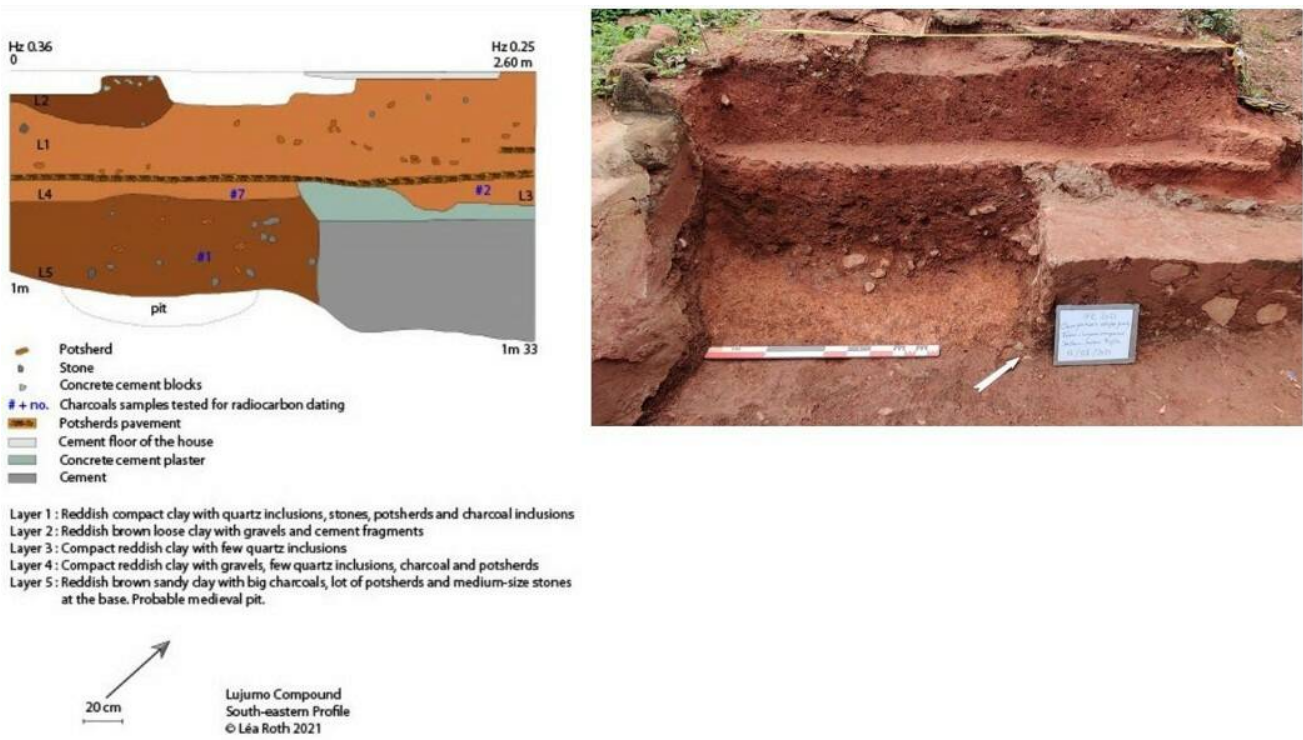 Hz 0.36
0
Hz 0.25
2.60 m
L2
L1
L4
#7
#2
L3
#1
L5
1m
pit
1m 33
Potsherd
Stone
Concrete cement blocks
# + no. Charcoals samples tested for radiocarbon dating
Potsherds pavement
Cement floor of the house
Concrete cement plaster
Cement
Layer 1 : Reddish compact clay with quartz inclusions, stones, potsherds and charcoal inclusions
Layer 2 : Reddish brown loose clay with gravels and cement fragments
Layer 3 : Compact reddish clay with few quartz inclusions
Layer 4 : Compact reddish clay with gravels, few quartz inclusions, charcoal and potsherds
Layer 5 : Reddish brown sandy clay with big charcoals, lot of potsherds and medium-size stones
at the base. Probable medieval pit.
20 cm
Lujumo Compound
South-eastern Profile
© Léa Roth 2021